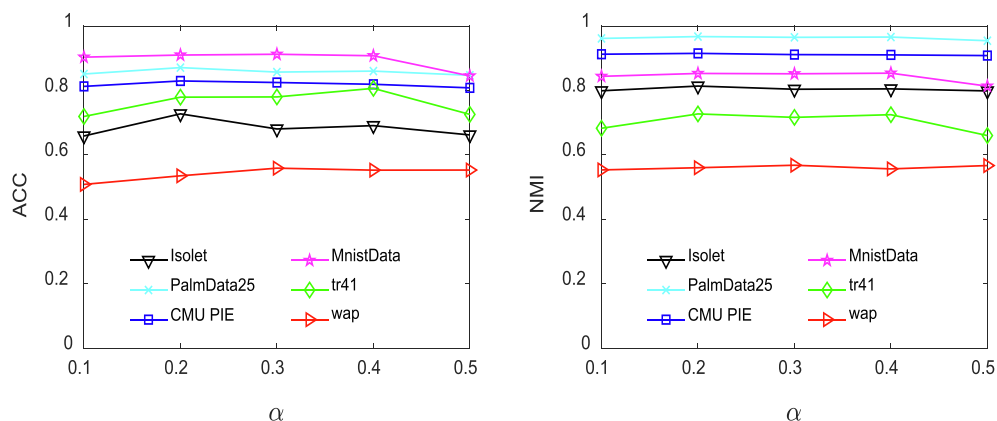 1
0.8
0.6
0.4
0.2
0
ACC
Isolet
PalmData25
CMU PIE
MnistData
tr41
wap
0.1 0.2 0.3 0.4 0.5
α
1
0.8
0.6
0.4
0.2
0
NMI
Isolet
PalmData25
CMU PIE
MnistData
tr41
wap
0.1 0.2 0.3 0.4 0.5
α